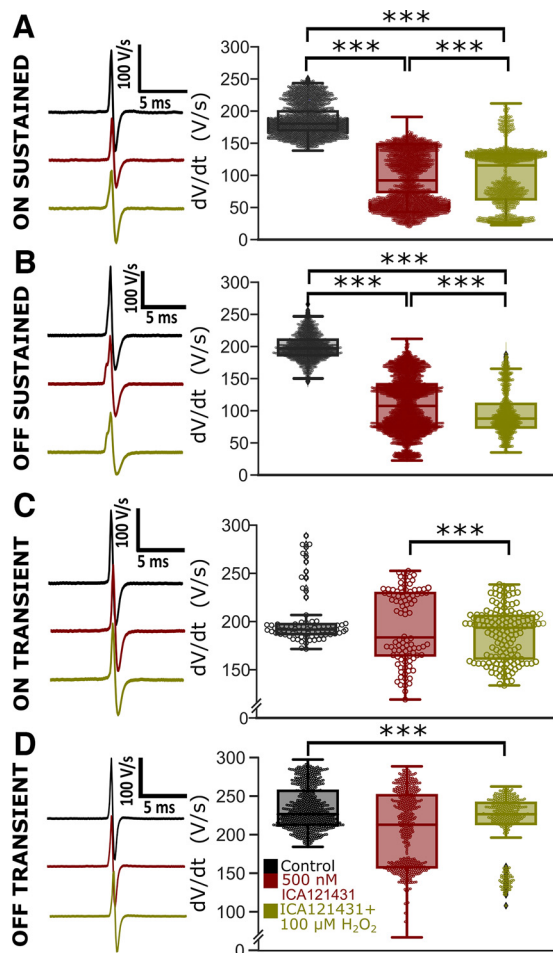 A
ON SUSTAINED
100 V/s
5 ms
dV/dt (V/s)
300
250
200
150
100
50
0
***
***
***
B
OFF SUSTAINED
100 V/s
5 ms
dV/dt (V/s)
300
250
200
150
100
50
0
***
***
***
C
ON TRANSIENT
100 V/s
5 ms
dV/dt (V/s)
300
250
200
150
0
***
D
OFF TRANSIENT
100 V/s
5 ms
dV/dt (V/s)
300
250
200
150
100
0
***
Control
500 nM
ICA121431
ICA121431+
100 µM H₂O₂